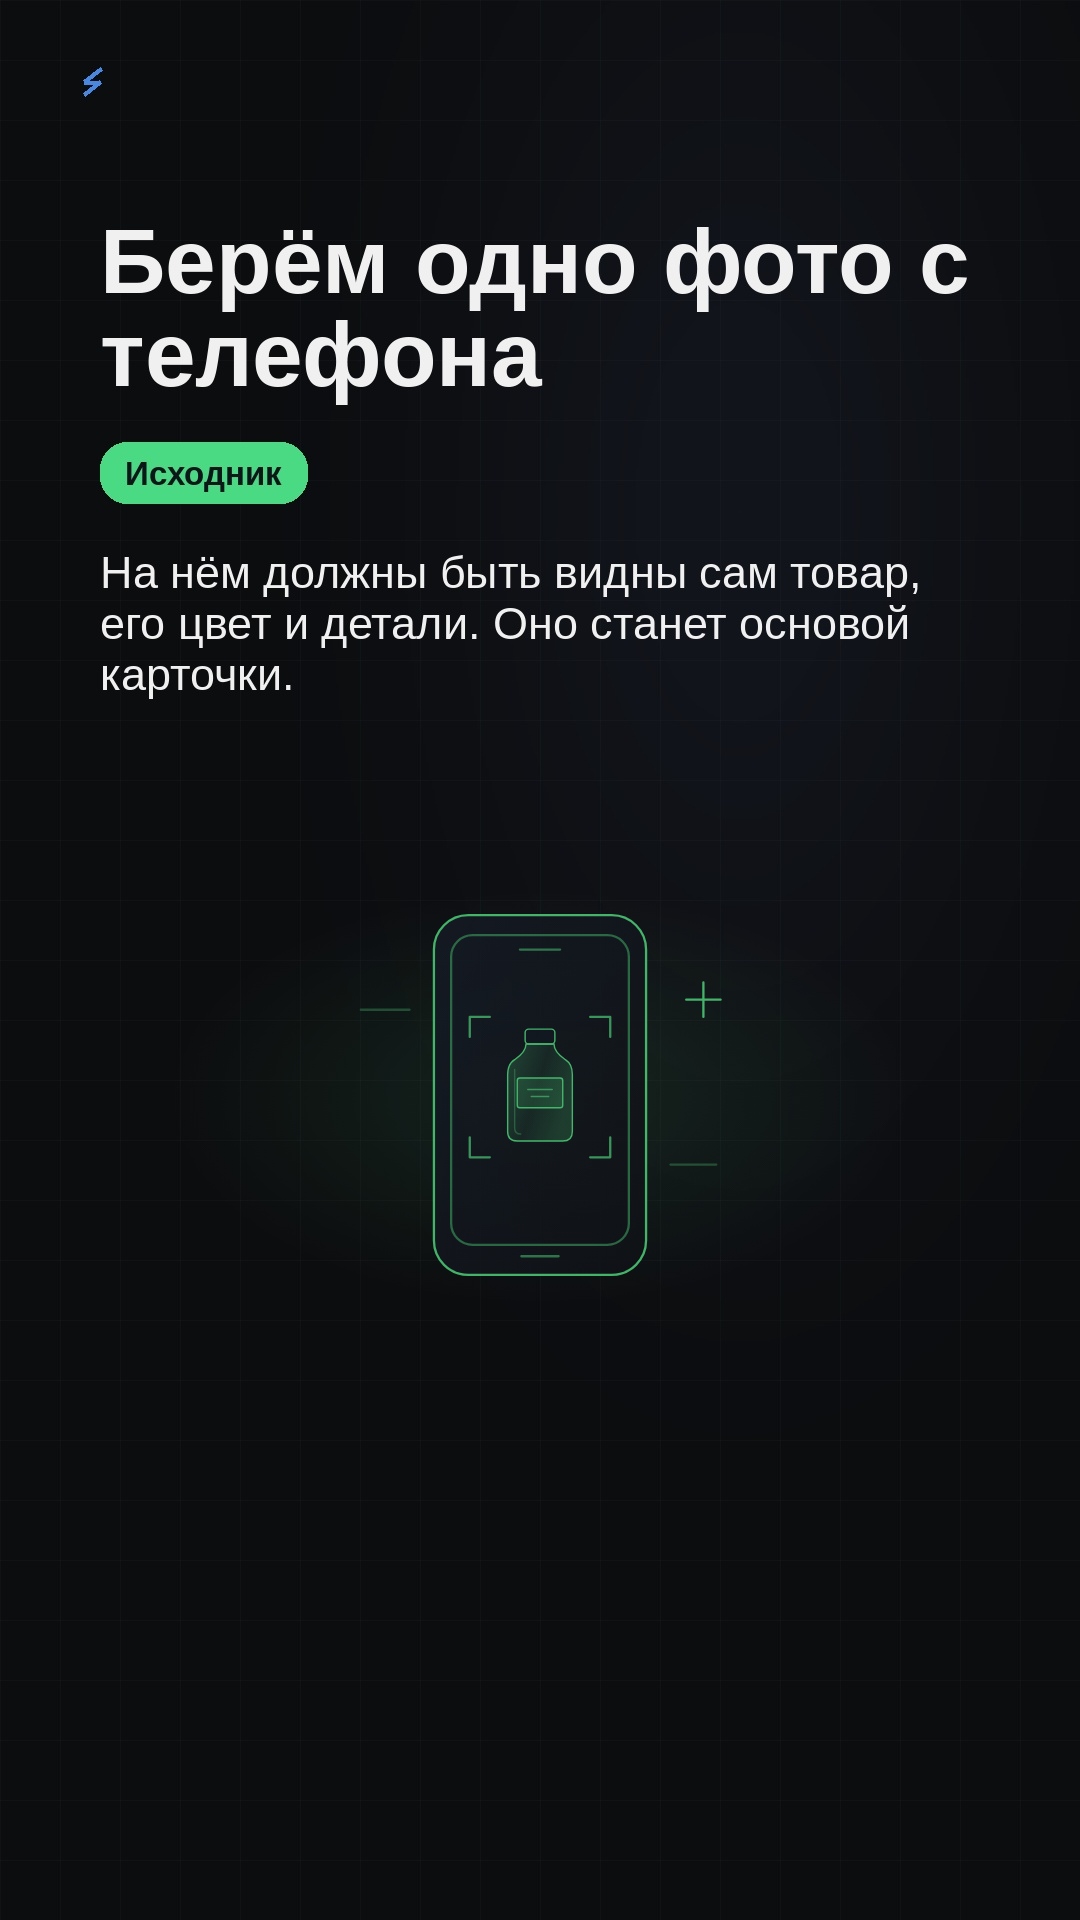 Берём одно фото с
телефона
Исходник
На нём должны быть видны сам товар,
его цвет и детали. Оно станет основой
карточки.